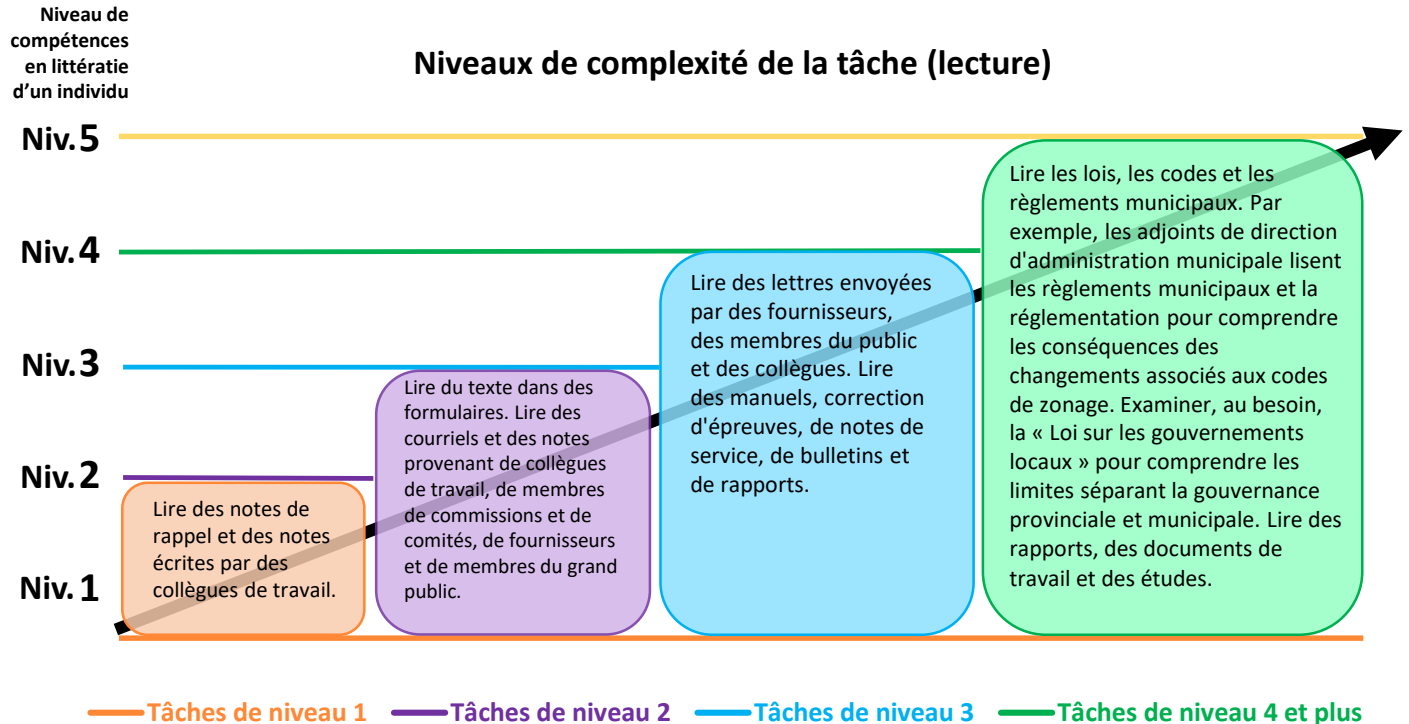 Niveau de
compétences
en littératie
d'un individu
Niveaux de complexité de la tâche (lecture)
Niv. 5
Niv. 4
Niv. 3
Niv. 2
Niv. 1
Lire des notes de
rappel et des notes
écrites par des
collègues de travail.
Lire du texte dans des
formulaires. Lire des
courriels et des notes
provenant de collègues
de travail, de membres
de commissions et de
comités, de fournisseurs
et de membres du grand
public.
Lire des lettres envoyées
par des fournisseurs,
des membres du public
et des collègues. Lire
des manuels, correction
d'épreuves, de notes de
service, de bulletins et
de rapports.
Lire les lois, les codes et les
règlements municipaux. Par
exemple, les adjoints de direction
d'administration municipale lisent
les règlements municipaux et la
réglementation pour comprendre
les conséquences des
changements associés aux codes
de zonage. Examiner, au besoin,
la « Loi sur les gouvernements
locaux » pour comprendre les
limites séparant la gouvernance
provinciale et municipale. Lire des
rapports, des documents de
travail et des études.
Tâches de niveau 1 Tâches de niveau 2 Tâches de niveau 3 Tâches de niveau 4 et plus